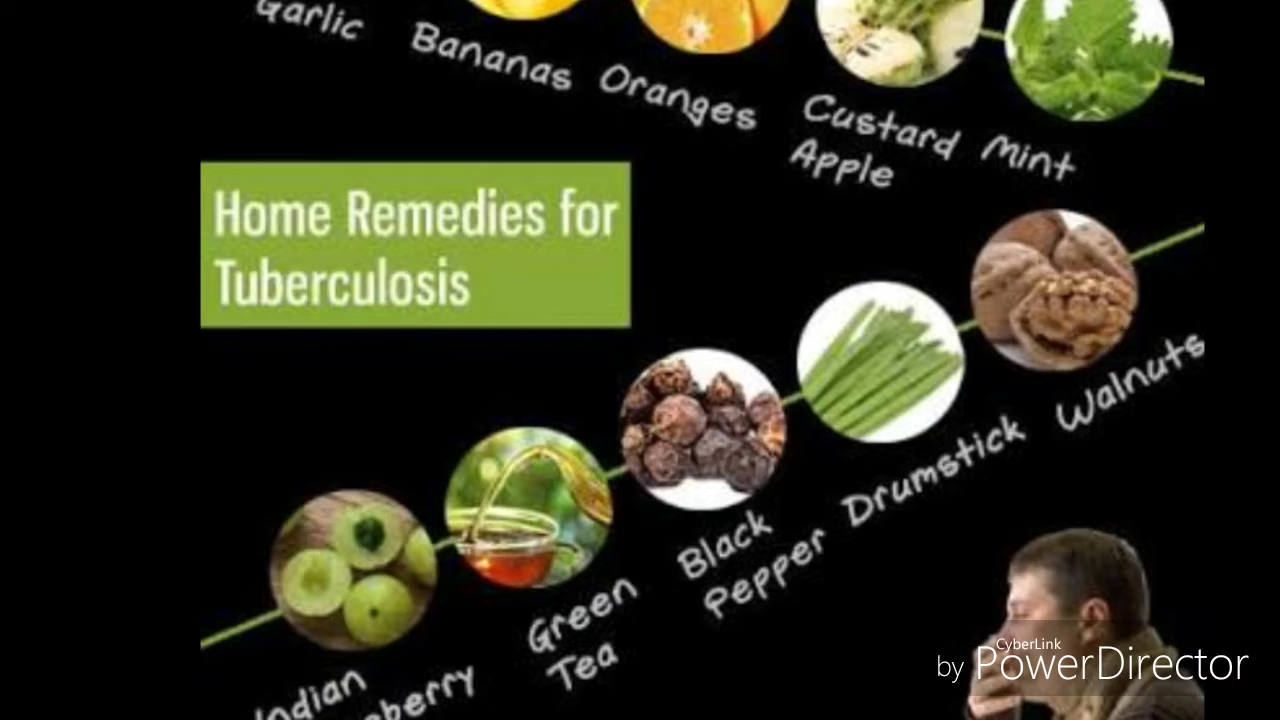 Garlic
Bananas
Oranges
Custard
Apple
Mint
Home Remedies for
Tuberculosis
Walnuts
Drumstick
Black
Pepper
Green
Tea
Indian
CyberLink
by PowerDirector